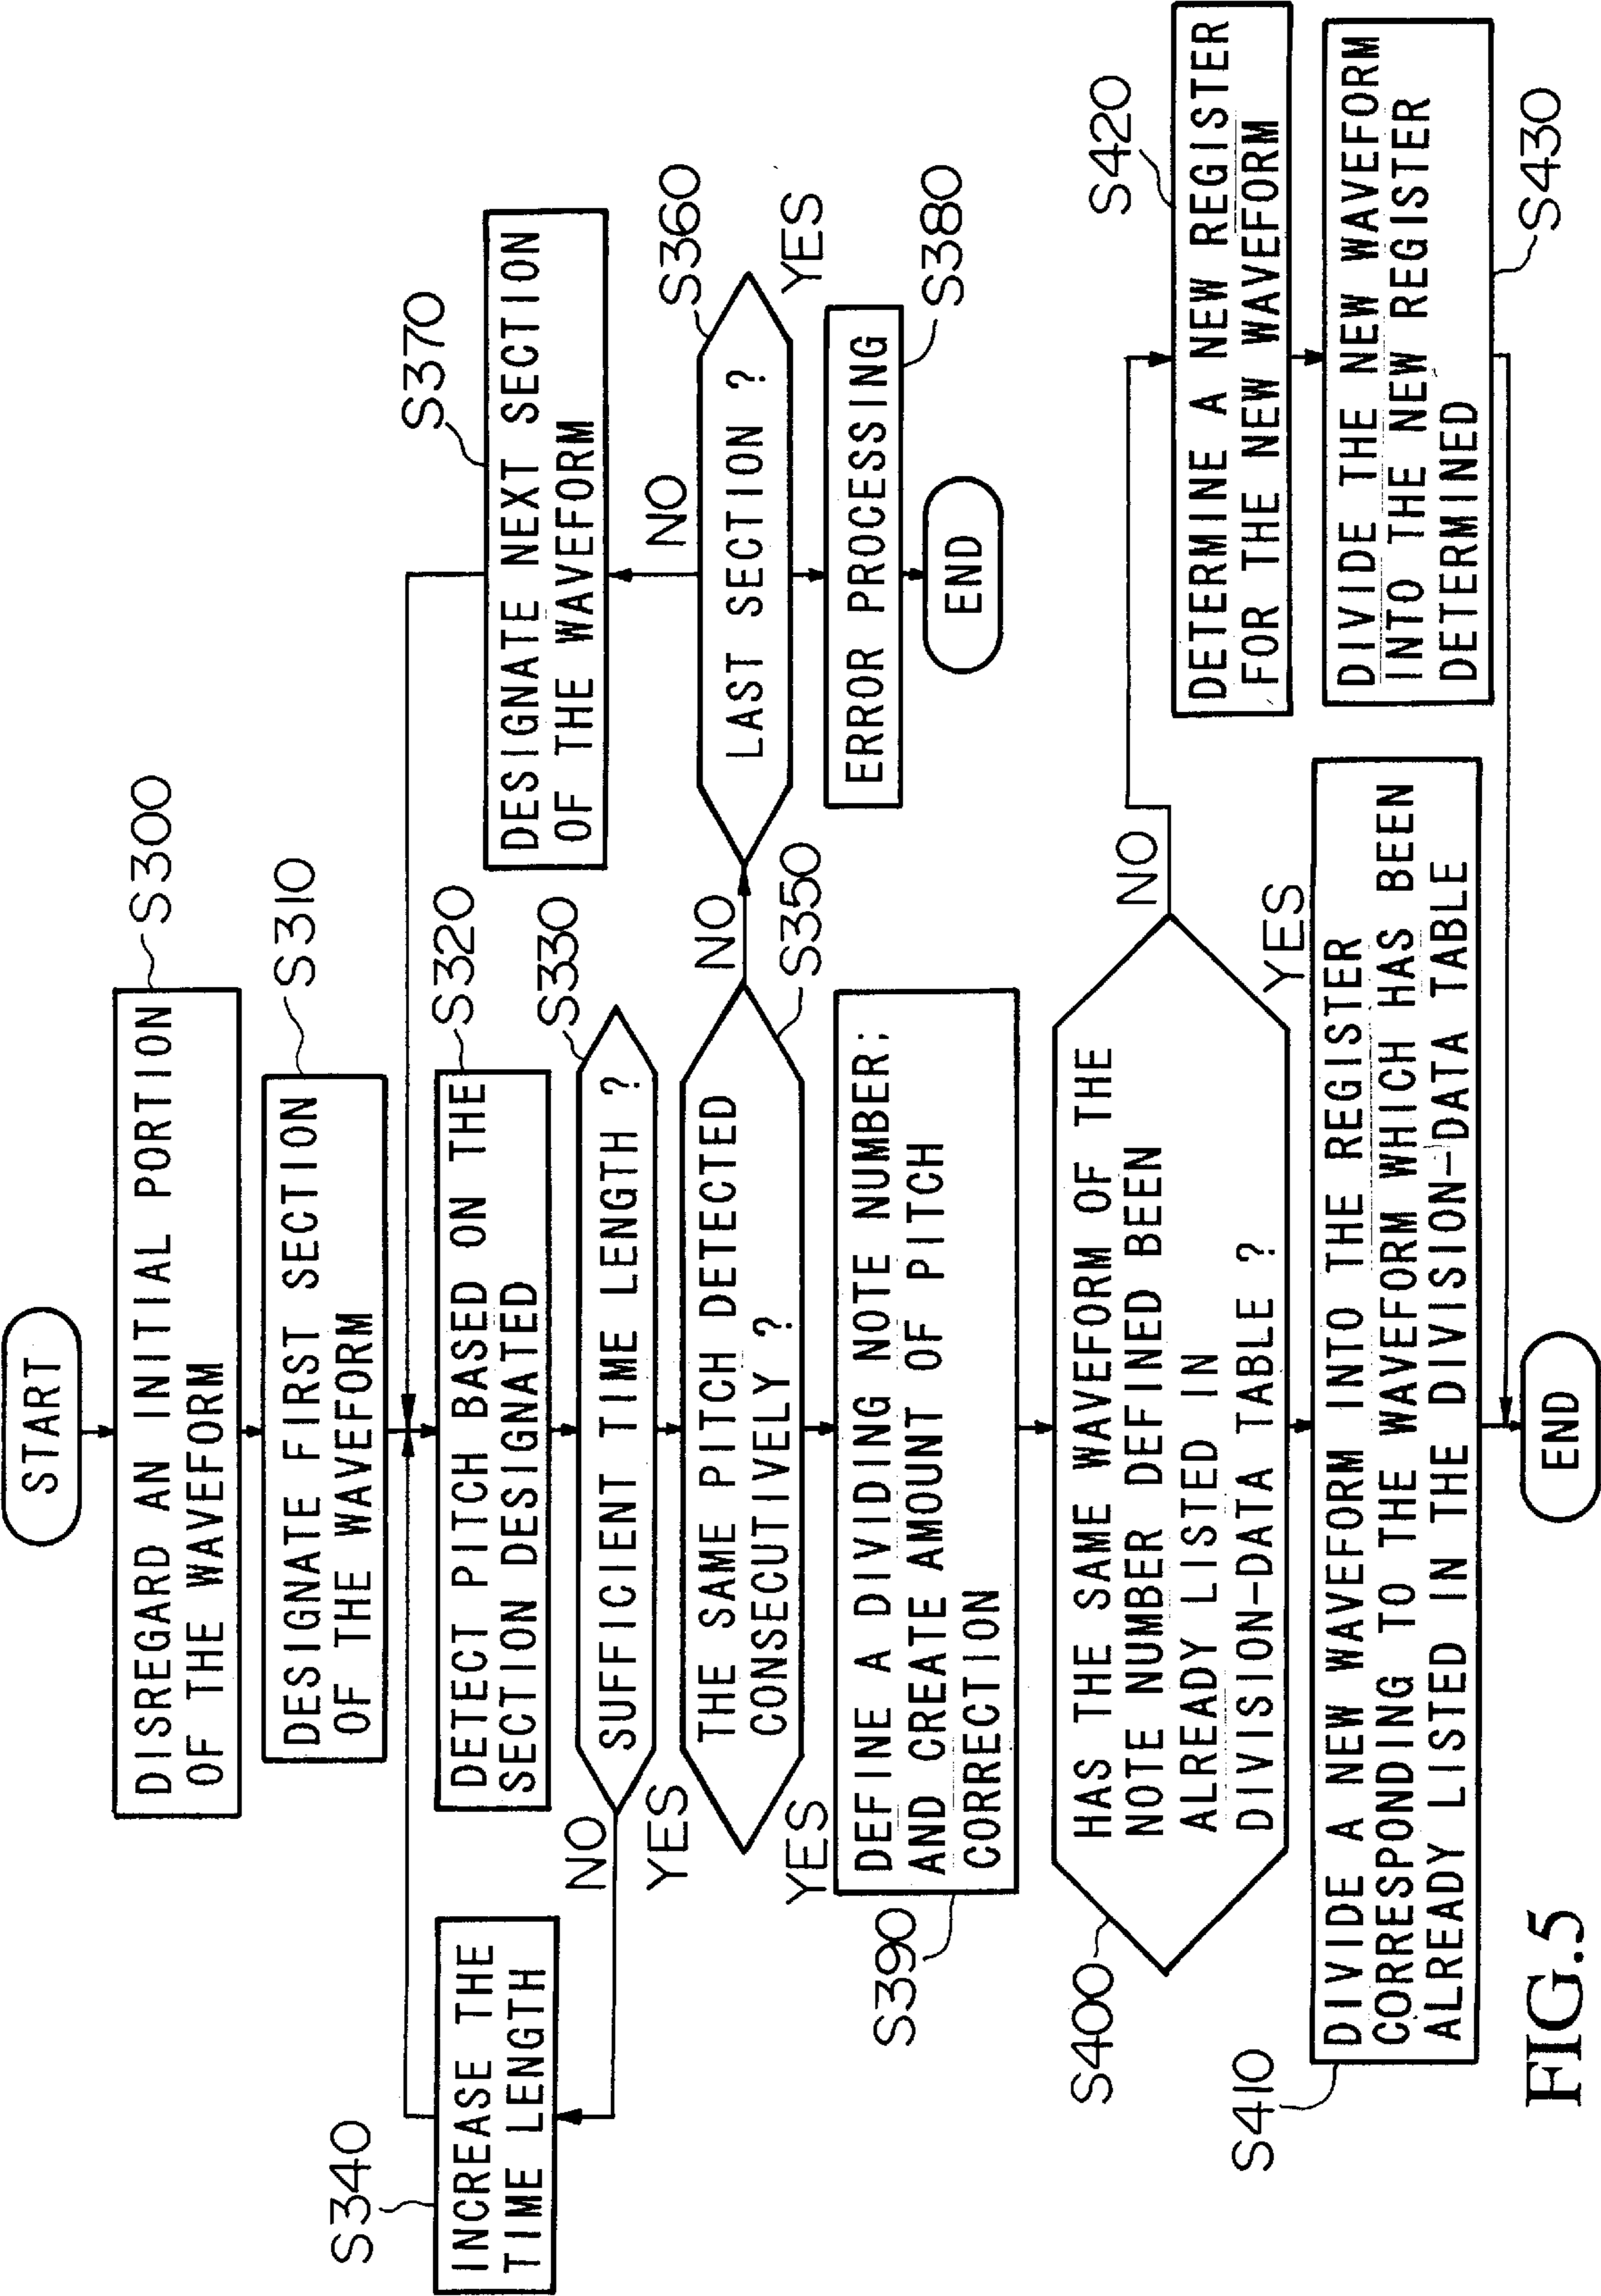 START
DISREGARD AN INITIAL PORTION
OF THE WAVEFORM
S300
DESIGNATE FIRST SECTION
OF THE WAVEFORM
S310
DETECT PITCH BASED ON THE
SECTION DESIGNATED
S320
SUFFICIENT TIME LENGTH ?
S330
NO
YES
INCREASE THE
TIME LENGTH
S340
THE SAME PITCH DETECTED
CONSECUTIVELY ?
S350
NO
YES
LAST SECTION ?
S360
NO
YES
DESIGNATE NEXT SECTION
OF THE WAVEFORM
S370
ERROR PROCESSING
S380
END
DEFINE A DIVIDING NOTE NUMBER;
AND CREATE AMOUNT OF PITCH
CORRECTION
S390
HAS THE SAME WAVEFORM OF THE
NOTE NUMBER DEFINED BEEN
ALREADY LISTED IN
DIVISION-DATA TABLE ?
S400
NO
YES
DIVIDE A NEW WAVEFORM INTO THE REGISTER
CORRESPONDING TO THE WAVEFORM WHICH HAS BEEN
ALREADY LISTED IN THE DIVISION-DATA TABLE
S410
DETERMINE A NEW REGISTER
FOR THE NEW WAVEFORM
S420
DIVIDE THE NEW WAVEFORM
INTO THE NEW REGISTER
DETERMINED
S430
END
FIG.5